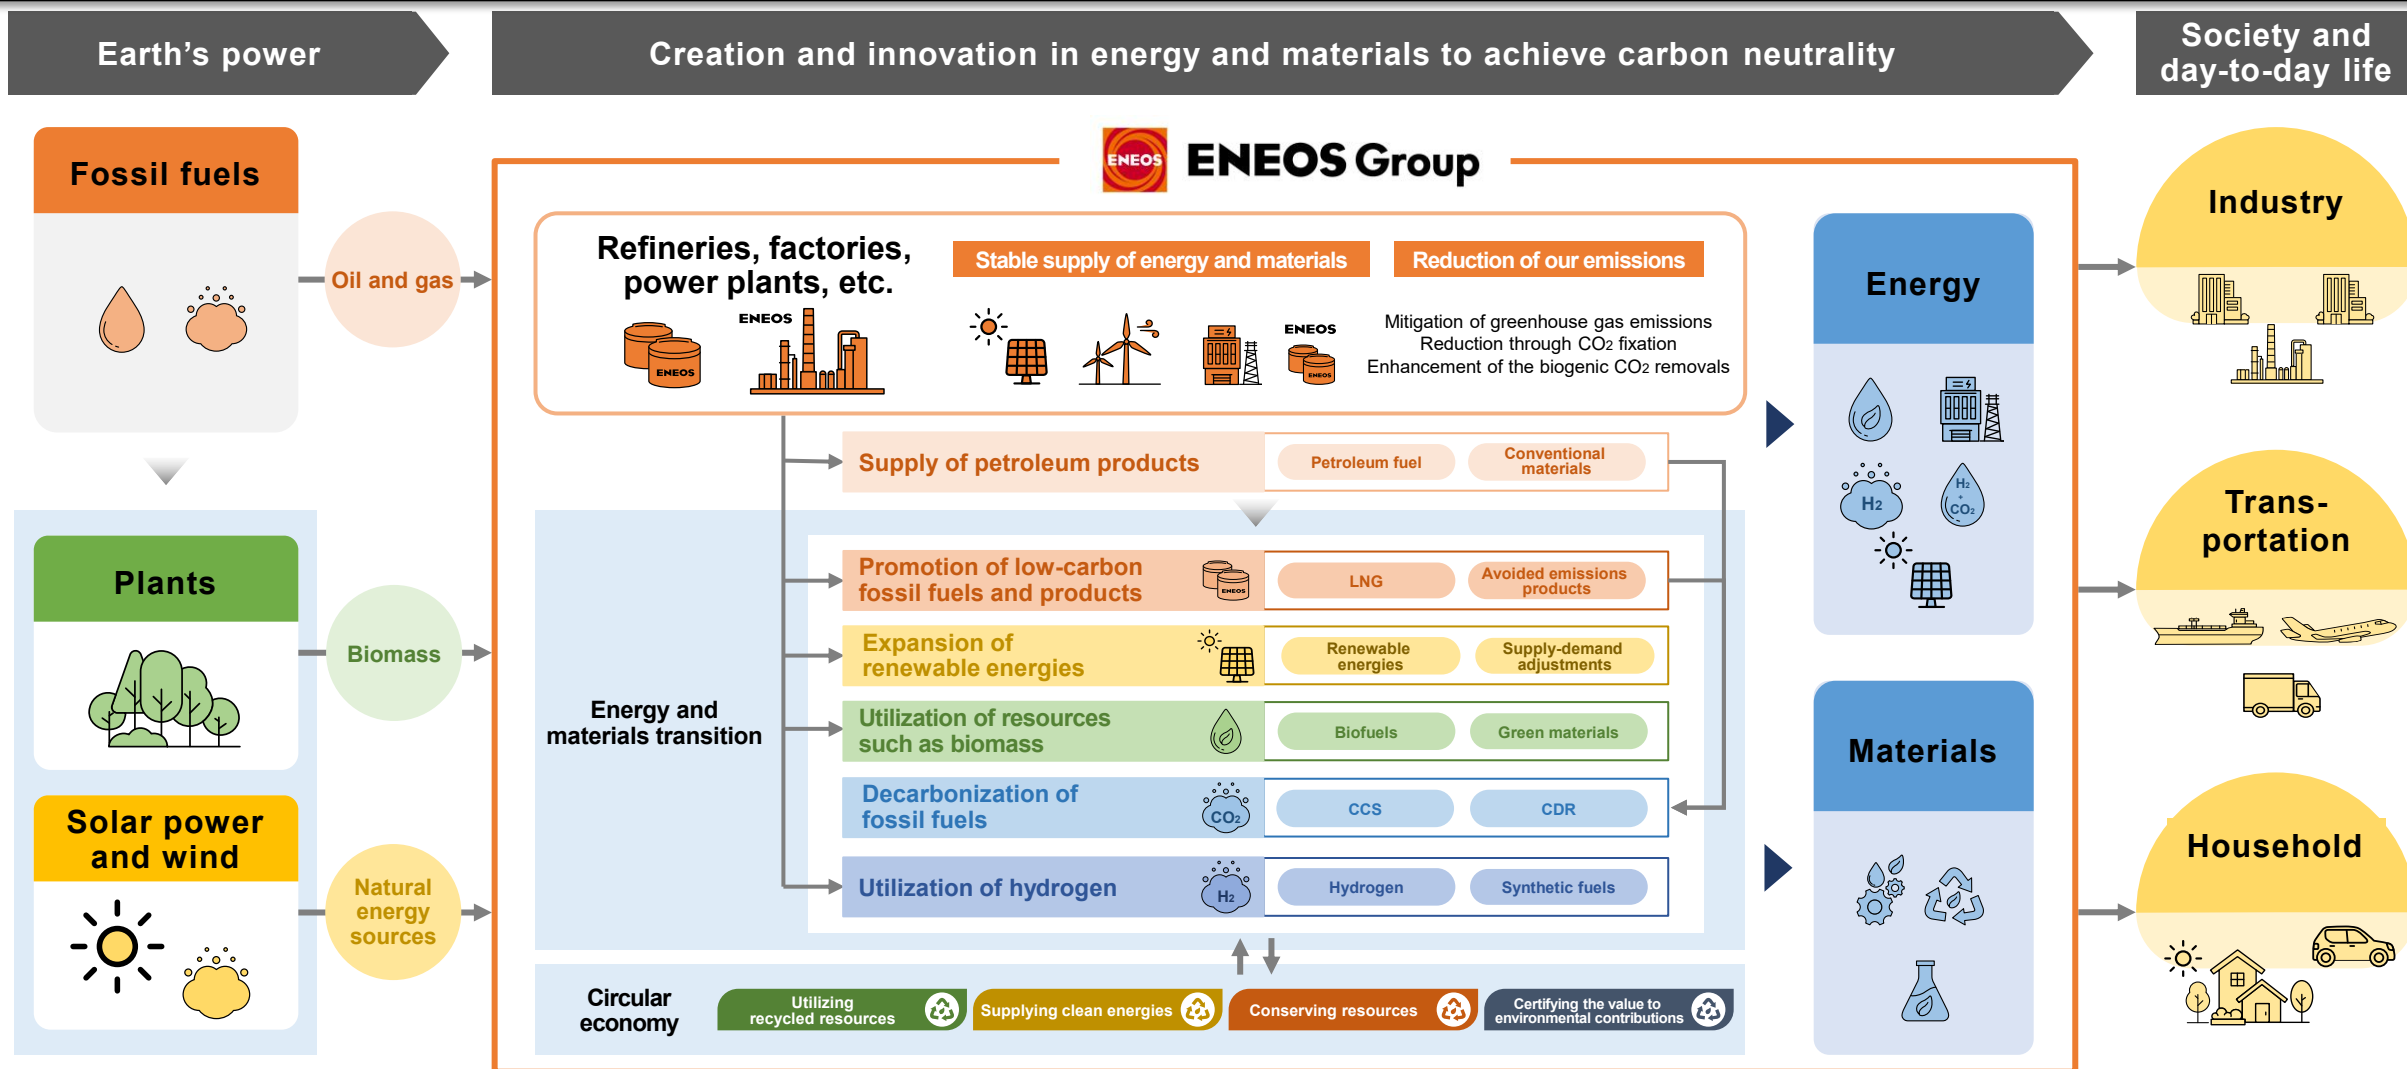 Earth’s power
Creation and innovation in energy and materials to achieve carbon neutrality
Society and
day-to-day life
Fossil fuels
Oil and gas
Plants
Biomass
Solar power
and wind
Natural
energy
sources
ENEOS
ENEOS Group
Refineries, factories,
power plants, etc.
ENEOS
ENEOS
Stable supply of energy and materials
ENEOS
ENEOS
Reduction of our emissions
Mitigation of greenhouse gas emissions
Reduction through CO2 fixation
Enhancement of the biogenic CO2 removals
Supply of petroleum products
Petroleum fuel
Conventional
materials
Energy and
materials transition
Promotion of low-carbon
fossil fuels and products
ENEOS
LNG
Avoided emissions
products
Expansion of
renewable energies
Renewable
energies
Supply-demand
adjustments
Utilization of resources
such as biomass
Biofuels
Green materials
Decarbonization of
fossil fuels
CO2
CCS
CDR
Utilization of hydrogen
H2
Hydrogen
Synthetic fuels
Circular
economy
Utilizing
recycled resources
Supplying clean energies
Conserving resources
Certifying the value to
environmental contributions
Energy
H2
H2
+
CO2
Materials
Industry
Trans-
portation
Household